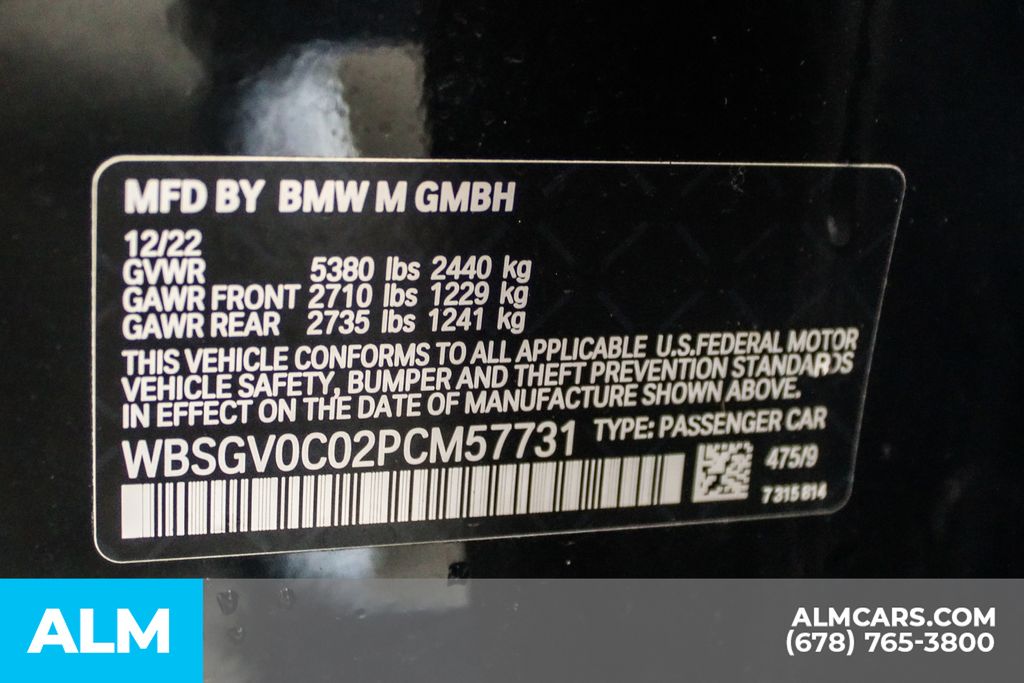 MFD BY BMW M GMBH
12/22
GVWR 5380 lbs 2440 kg
GAWR FRONT 2710 lbs 1229 kg
GAWR REAR 2735 lbs 1241 kg
THIS VEHICLE CONFORMS TO ALL APPLICABLE U.S.FEDERAL MOTOR
VEHICLE SAFETY, BUMPER AND THEFT PREVENTION STANDARDS
IN EFFECT ON THE DATE OF MANUFACTURE SHOWN ABOVE.
WBSGV0C02PCM57731 TYPE: PASSENGER CAR
475/9
7315814
ALM
ALMCARS.COM
(678) 765-3800